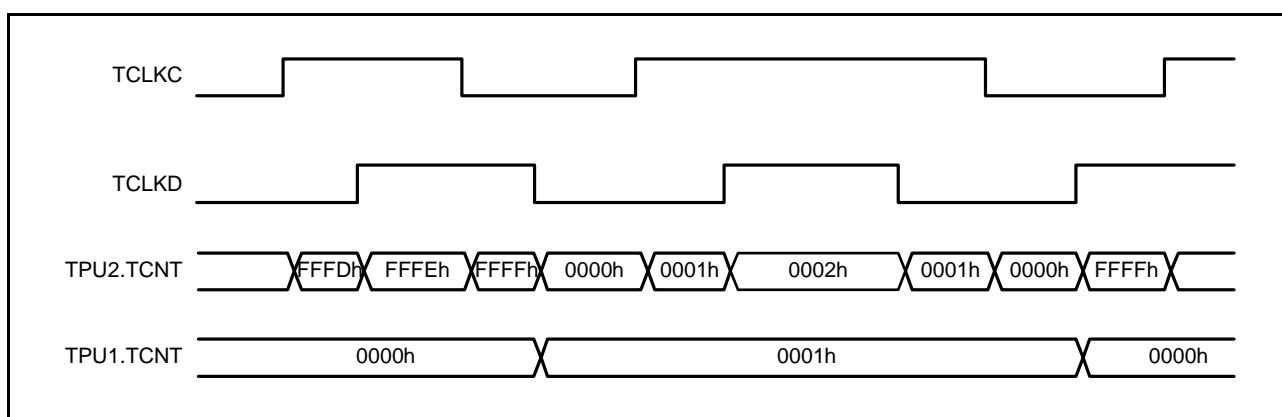 TCLKC
TCLKD
TPU2.TCNT FFFDh FFFEh FFFFh 0000h 0001h 0002h 0001h 0000h FFFFh
TPU1.TCNT 0000h 0001h 0000h